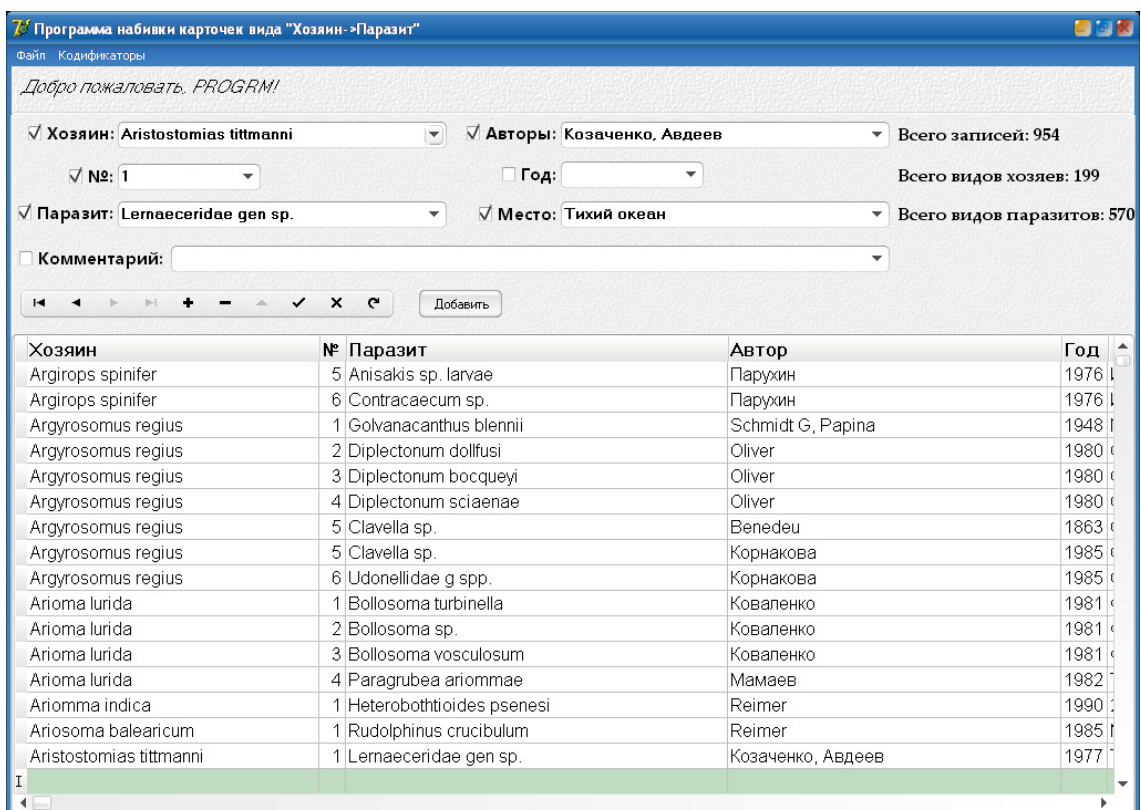 Программа набивки карточек вида "Хозяин->Паразит"
Файл Кодификаторы
Добро пожаловать, PROGRM!
Хозяин: Aristostomias tittmanni Авторы: Козаченко, Авдеев Всего записей: 954
№: 1 Год: Всего видов хозяев: 199
Паразит: Lernaeceridae gen sp. Место: Тихий океан Всего видов паразитов: 570
Комментарий:
Добавить
Хозяин № Паразит Автор Год
Argirops spinifer 5 Anisakis sp. larvae Парухин 1976
Argirops spinifer 6 Contracaecum sp. Парухин 1976
Argyrosomus regius 1 Golvanacanthus blennii Schmidt G, Papina 1948
Argyrosomus regius 2 Diplectonum dollfusi Oliver 1980
Argyrosomus regius 3 Diplectonum bocqueyi Oliver 1980
Argyrosomus regius 4 Diplectonum sciaenae Oliver 1980
Argyrosomus regius 5 Clavella sp. Benedeu 1863
Argyrosomus regius 5 Clavella sp. Корнакова 1985
Argyrosomus regius 6 Udonellidae g spp. Корнакова 1985
Arioma lurida 1 Bollosoma turbinella Коваленко 1981
Arioma lurida 2 Bollosoma sp. Коваленко 1981
Arioma lurida 3 Bollosoma vosculosum Коваленко 1981
Arioma lurida 4 Paragrubea ariommae Мамаев 1982
Ariomma indica 1 Heterobothtioides psenesi Reimer 1990
Ariosoma balearicum 1 Rudolphinus crucibulum Reimer 1985
Aristostomias tittmanni 1 Lernaeceridae gen sp. Козаченко, Авдеев 1977